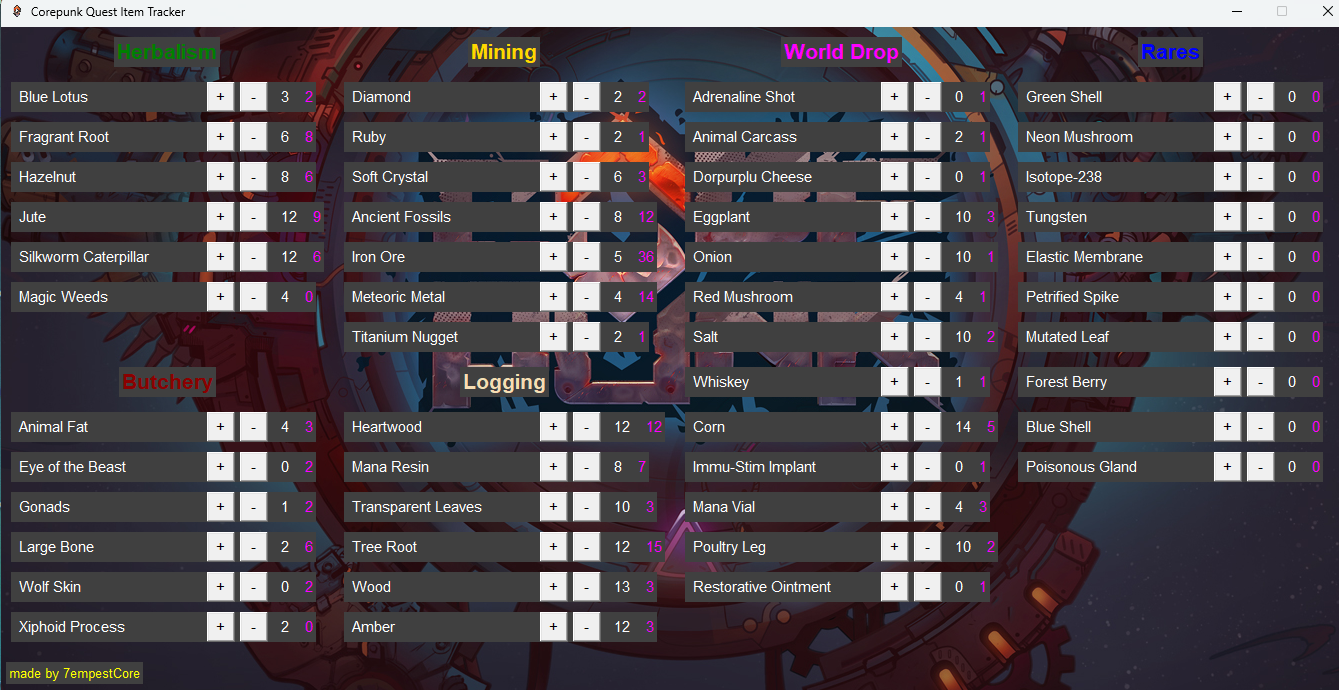 Corepunk Quest Item Tracker
Herbalism Mining World Drop Rares
Blue Lotus + - 3 2 Diamond + - 2 2 Adrenaline Shot + - 0 1 Green Shell + - 0 0
Fragrant Root + - 6 8 Ruby + - 2 1 Animal Carcass + - 2 1 Neon Mushroom + - 0 0
Hazelnut + - 8 6 Soft Crystal + - 6 3 Dorpurplu Cheese + - 0 1 Isotope-238 + - 0 0
Jute + - 12 9 Ancient Fossils + - 8 12 Eggplant + - 10 3 Tungsten + - 0 0
Silkworm Caterpillar + - 12 6 Iron Ore + - 5 36 Onion + - 10 1 Elastic Membrane + - 0 0
Magic Weeds + - 4 0 Meteoric Metal + - 4 14 Red Mushroom + - 4 1 Petrified Spike + - 0 0
Titanium Nugget + - 2 1 Salt + - 10 2 Mutated Leaf + - 0 0
Butchery Logging Whiskey + - 1 1 Forest Berry + - 0 0
Animal Fat + - 4 3 Heartwood + - 12 12 Corn + - 14 5 Blue Shell + - 0 0
Eye of the Beast + - 0 2 Mana Resin + - 8 7 Immu-Stim Implant + - 0 1 Poisonous Gland + - 0 0
Gonads + - 1 2 Transparent Leaves + - 10 3 Mana Vial + - 4 3
Large Bone + - 2 6 Tree Root + - 12 15 Poultry Leg + - 10 2
Wolf Skin + - 0 2 Wood + - 13 3 Restorative Ointment + - 0 1
Xiphoid Process + - 2 0 Amber + - 12 3
made by 7empestCore